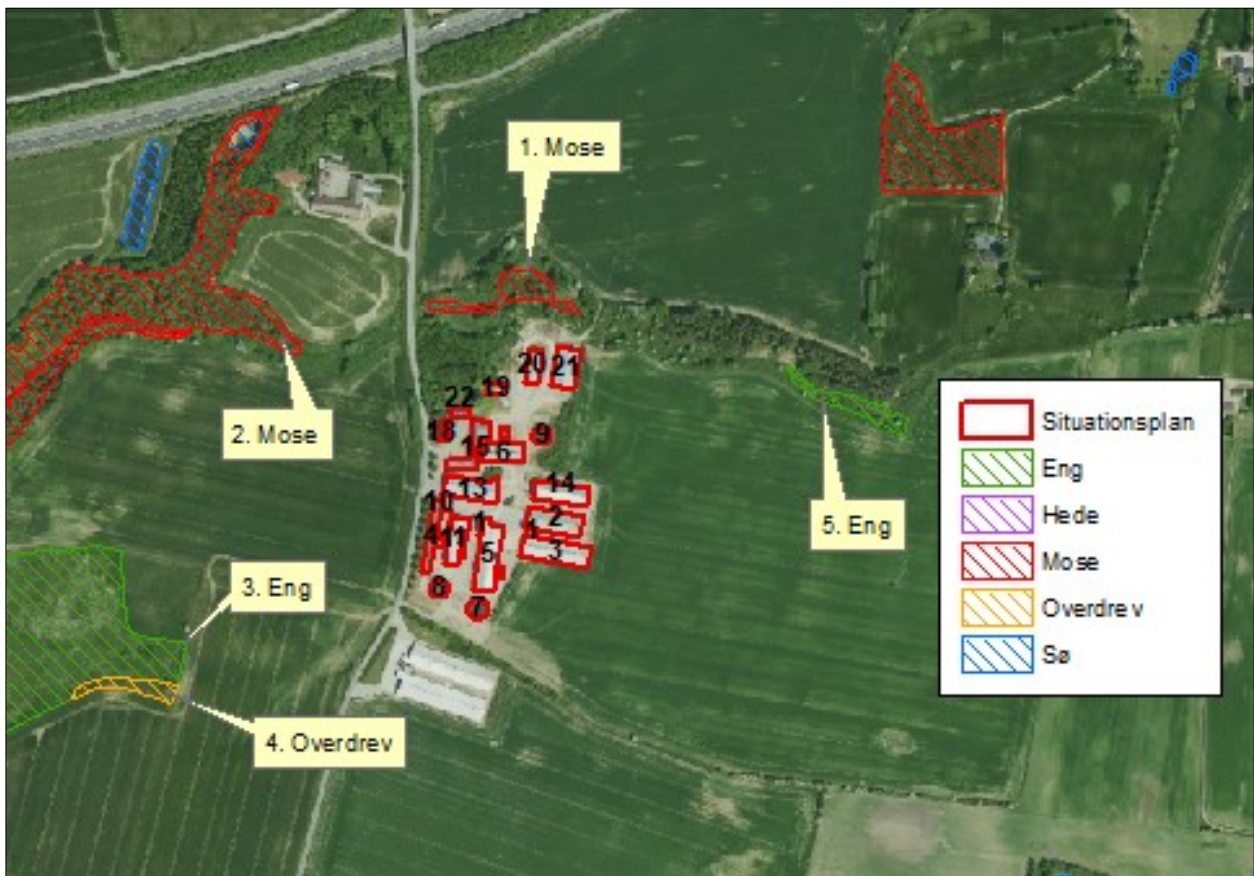 1. Mose
2. Mose
20
21
19
22
18
15
6
9
13
14
10
1
2
4
11
1
5
3
8
7
3. Eng
4. Overdrev
5. Eng
Situationsplan
Eng
Hede
Mose
Overdrev
Sø